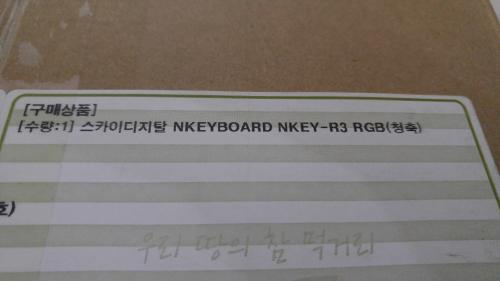 [구매상품]
[수량:1] 스카이디지탈 NKEYBOARD NKEY-R3 RGB(청축)
호)
우리 땅의 참 먹거리